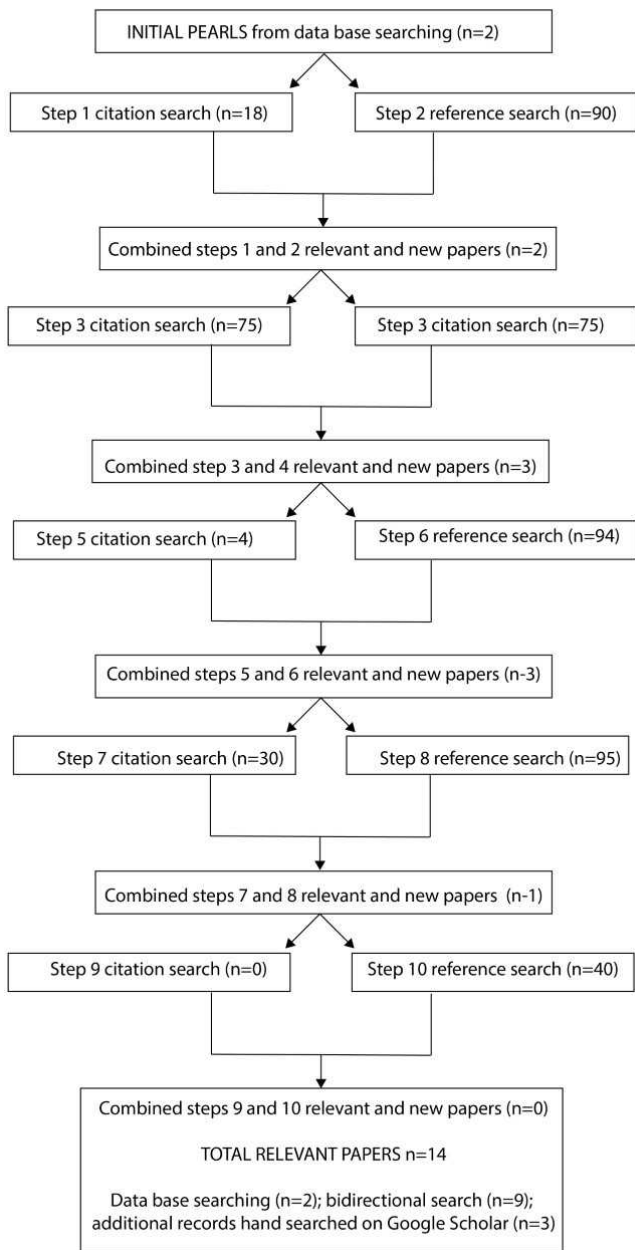 INITIAL PEARLS from data base searching (n=2)
Step 1 citation search (n=18)
Step 2 reference search (n=90)
Combined steps 1 and 2 relevant and new papers (n=2)
Step 3 citation search (n=75)
Step 3 citation search (n=75)
Combined step 3 and 4 relevant and new papers (n=3)
Step 5 citation search (n=4)
Step 6 reference search (n=94)
Combined steps 5 and 6 relevant and new papers (n-3)
Step 7 citation search (n=30)
Step 8 reference search (n=95)
Combined steps 7 and 8 relevant and new papers (n-1)
Step 9 citation search (n=0)
Step 10 reference search (n=40)
Combined steps 9 and 10 relevant and new papers (n=0)
TOTAL RELEVANT PAPERS n=14
Data base searching (n=2); bidirectional search (n=9);
additional records hand searched on Google Scholar (n=3)